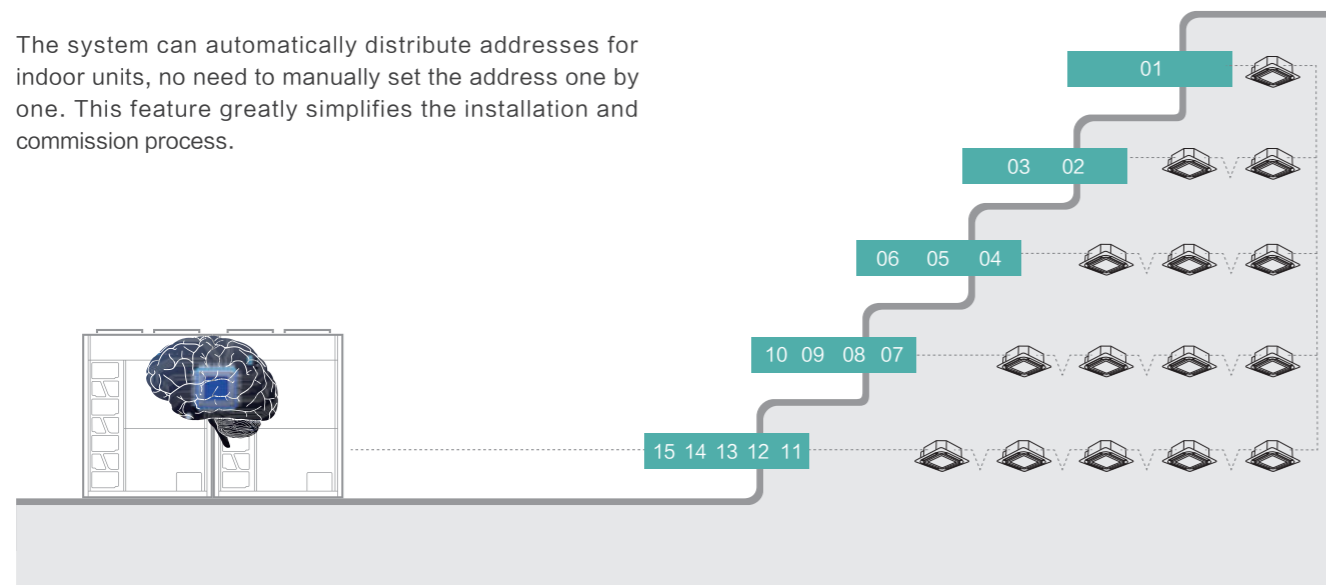 The system can automatically distribute addresses for
indoor units, no need to manually set the address one by
one. This feature greatly simplifies the installation and
commission process.
01
03 02
06 05 04
10 09 08 07
15 14 13 12 11